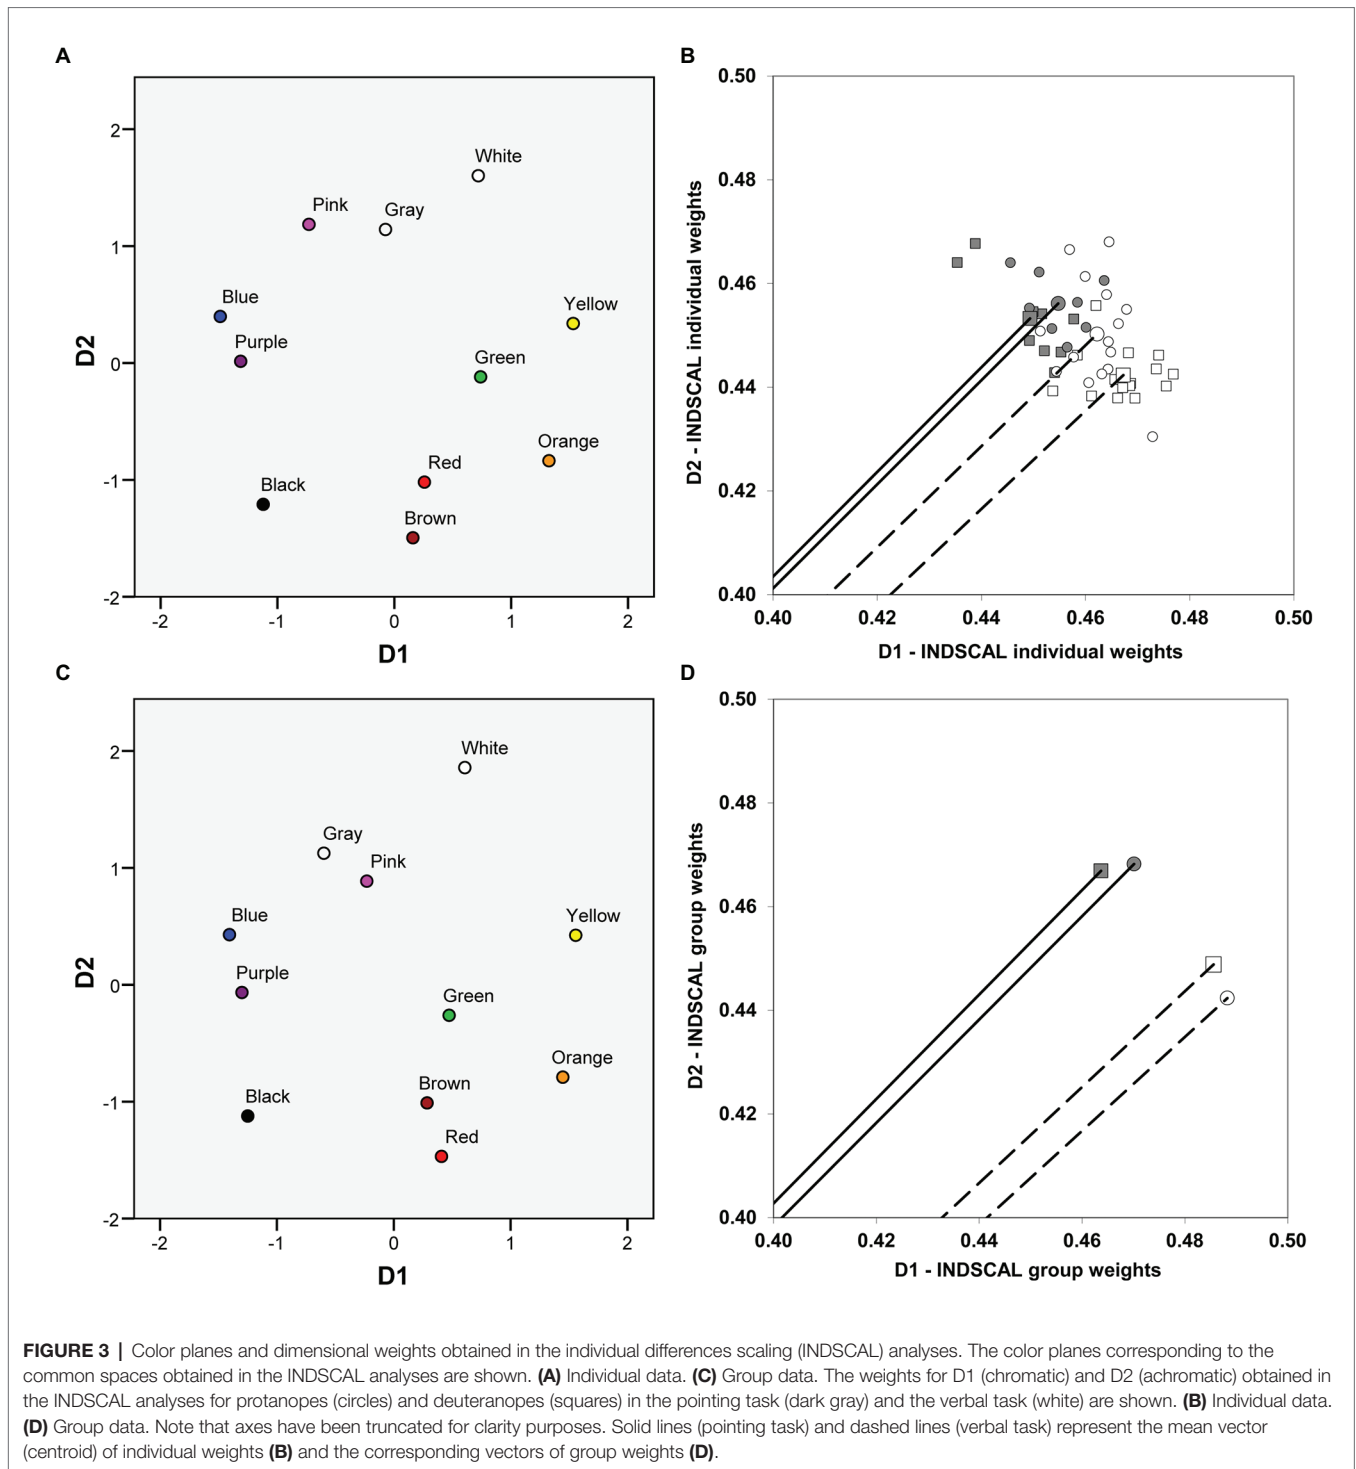 A
2
1
0
-1
-2
-2
-1
0
1
2
D2
D1
White
Pink
Gray
Blue
Yellow
Purple
Green
Orange
Red
Black
Brown
B
0.50
0.48
0.46
0.44
0.42
0.40
0.40
0.42
0.44
0.46
0.48
0.50
D2 - INDSCAL individual weights
D1 - INDSCAL individual weights
C
2
1
0
-1
-2
-2
-1
0
1
2
D2
D1
White
Gray
Pink
Blue
Yellow
Purple
Green
Orange
Brown
Black
Red
D
0.50
0.48
0.46
0.44
0.42
0.40
0.40
0.42
0.44
0.46
0.48
0.50
D2 - INDSCAL group weights
D1 - INDSCAL group weights
FIGURE 3 | Color planes and dimensional weights obtained in the individual differences scaling (INDSCAL) analyses. The color planes corresponding to the
common spaces obtained in the INDSCAL analyses are shown. (A) Individual data. (C) Group data. The weights for D1 (chromatic) and D2 (achromatic) obtained in
the INDSCAL analyses for protanopes (circles) and deuteranopes (squares) in the pointing task (dark gray) and the verbal task (white) are shown. (B) Individual data.
(D) Group data. Note that axes have been truncated for clarity purposes. Solid lines (pointing task) and dashed lines (verbal task) represent the mean vector
(centroid) of individual weights (B) and the corresponding vectors of group weights (D).